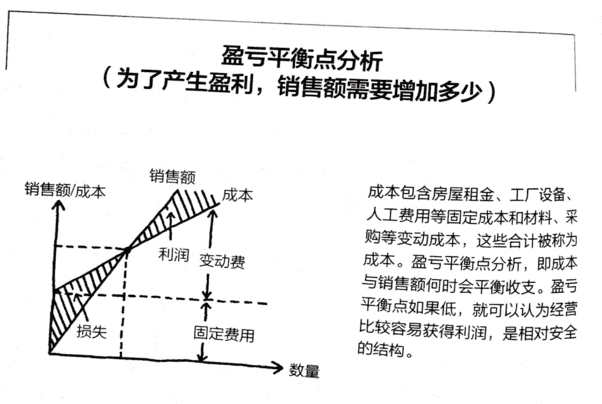 盈亏平衡点分析
（为了产生盈利，销售额需要增加多少）
销售额/成本
销售额
成本
利润
变动费
损失
固定费用
数量
成本包含房屋租金、工厂设备、
人工费用等固定成本和材料、采
购等变动成本，这些合计被称为
成本。盈亏平衡点分析，即成本
与销售额何时会平衡收支。盈亏
平衡点如果低，就可以认为经营
比较容易获得利润，是相对安全
的结构。